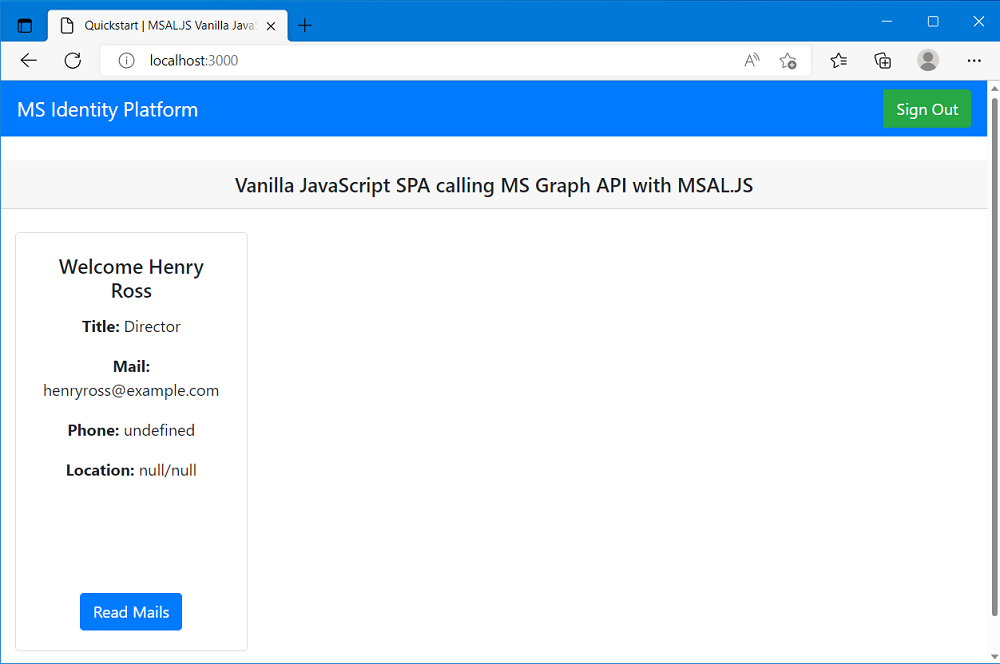 Quickstart | MSAL.JS Vanilla Java
localhost:3000
MS Identity Platform
Sign Out
Vanilla JavaScript SPA calling MS Graph API with MSAL.JS
Welcome Henry
Ross
Title: Director
Mail:
henryross@example.com
Phone: undefined
Location: null/null
Read Mails